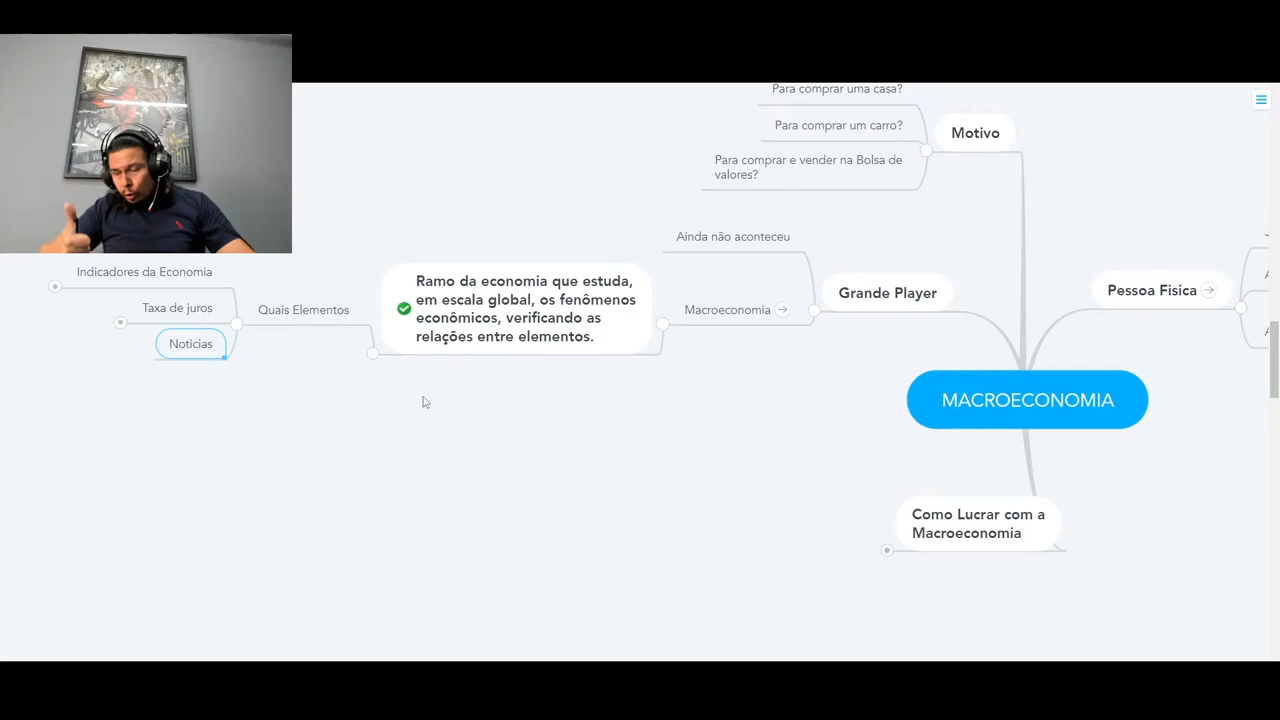 Para comprar uma casa?
Para comprar um carro?
Motivo
Para comprar e vender na Bolsa de
valores?
Ainda não aconteceu
Indicadores da Economia
Taxa de juros
Noticias
Quais Elementos
Ramo da economia que estuda,
em escala global, os fenômenos
econômicos, verificando as
relações entre elementos.
Macroeconomia
Grande Player
Pessoa Fisica
MACROECONOMIA
Como Lucrar com a
Macroeconomia